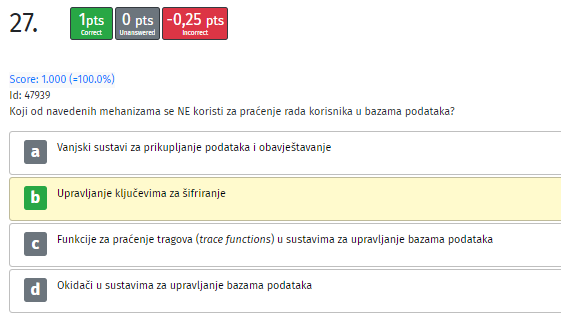 27.
1pts 0 pts -0,25 pts
Correct Unanswered Incorrect
Score: 1.000 (=100.0%)
Id: 47939
Koji od navedenih mehanizama se NE koristi za praćenje rada korisnika u bazama podataka?
a Vanjski sustavi za prikupljanje podataka i obavještavanje
b Upravljanje ključevima za šifriranje
c Funkcije za praćenje tragova (trace functions) u sustavima za upravljanje bazama podataka
d Okidači u sustavima za upravljanje bazama podataka